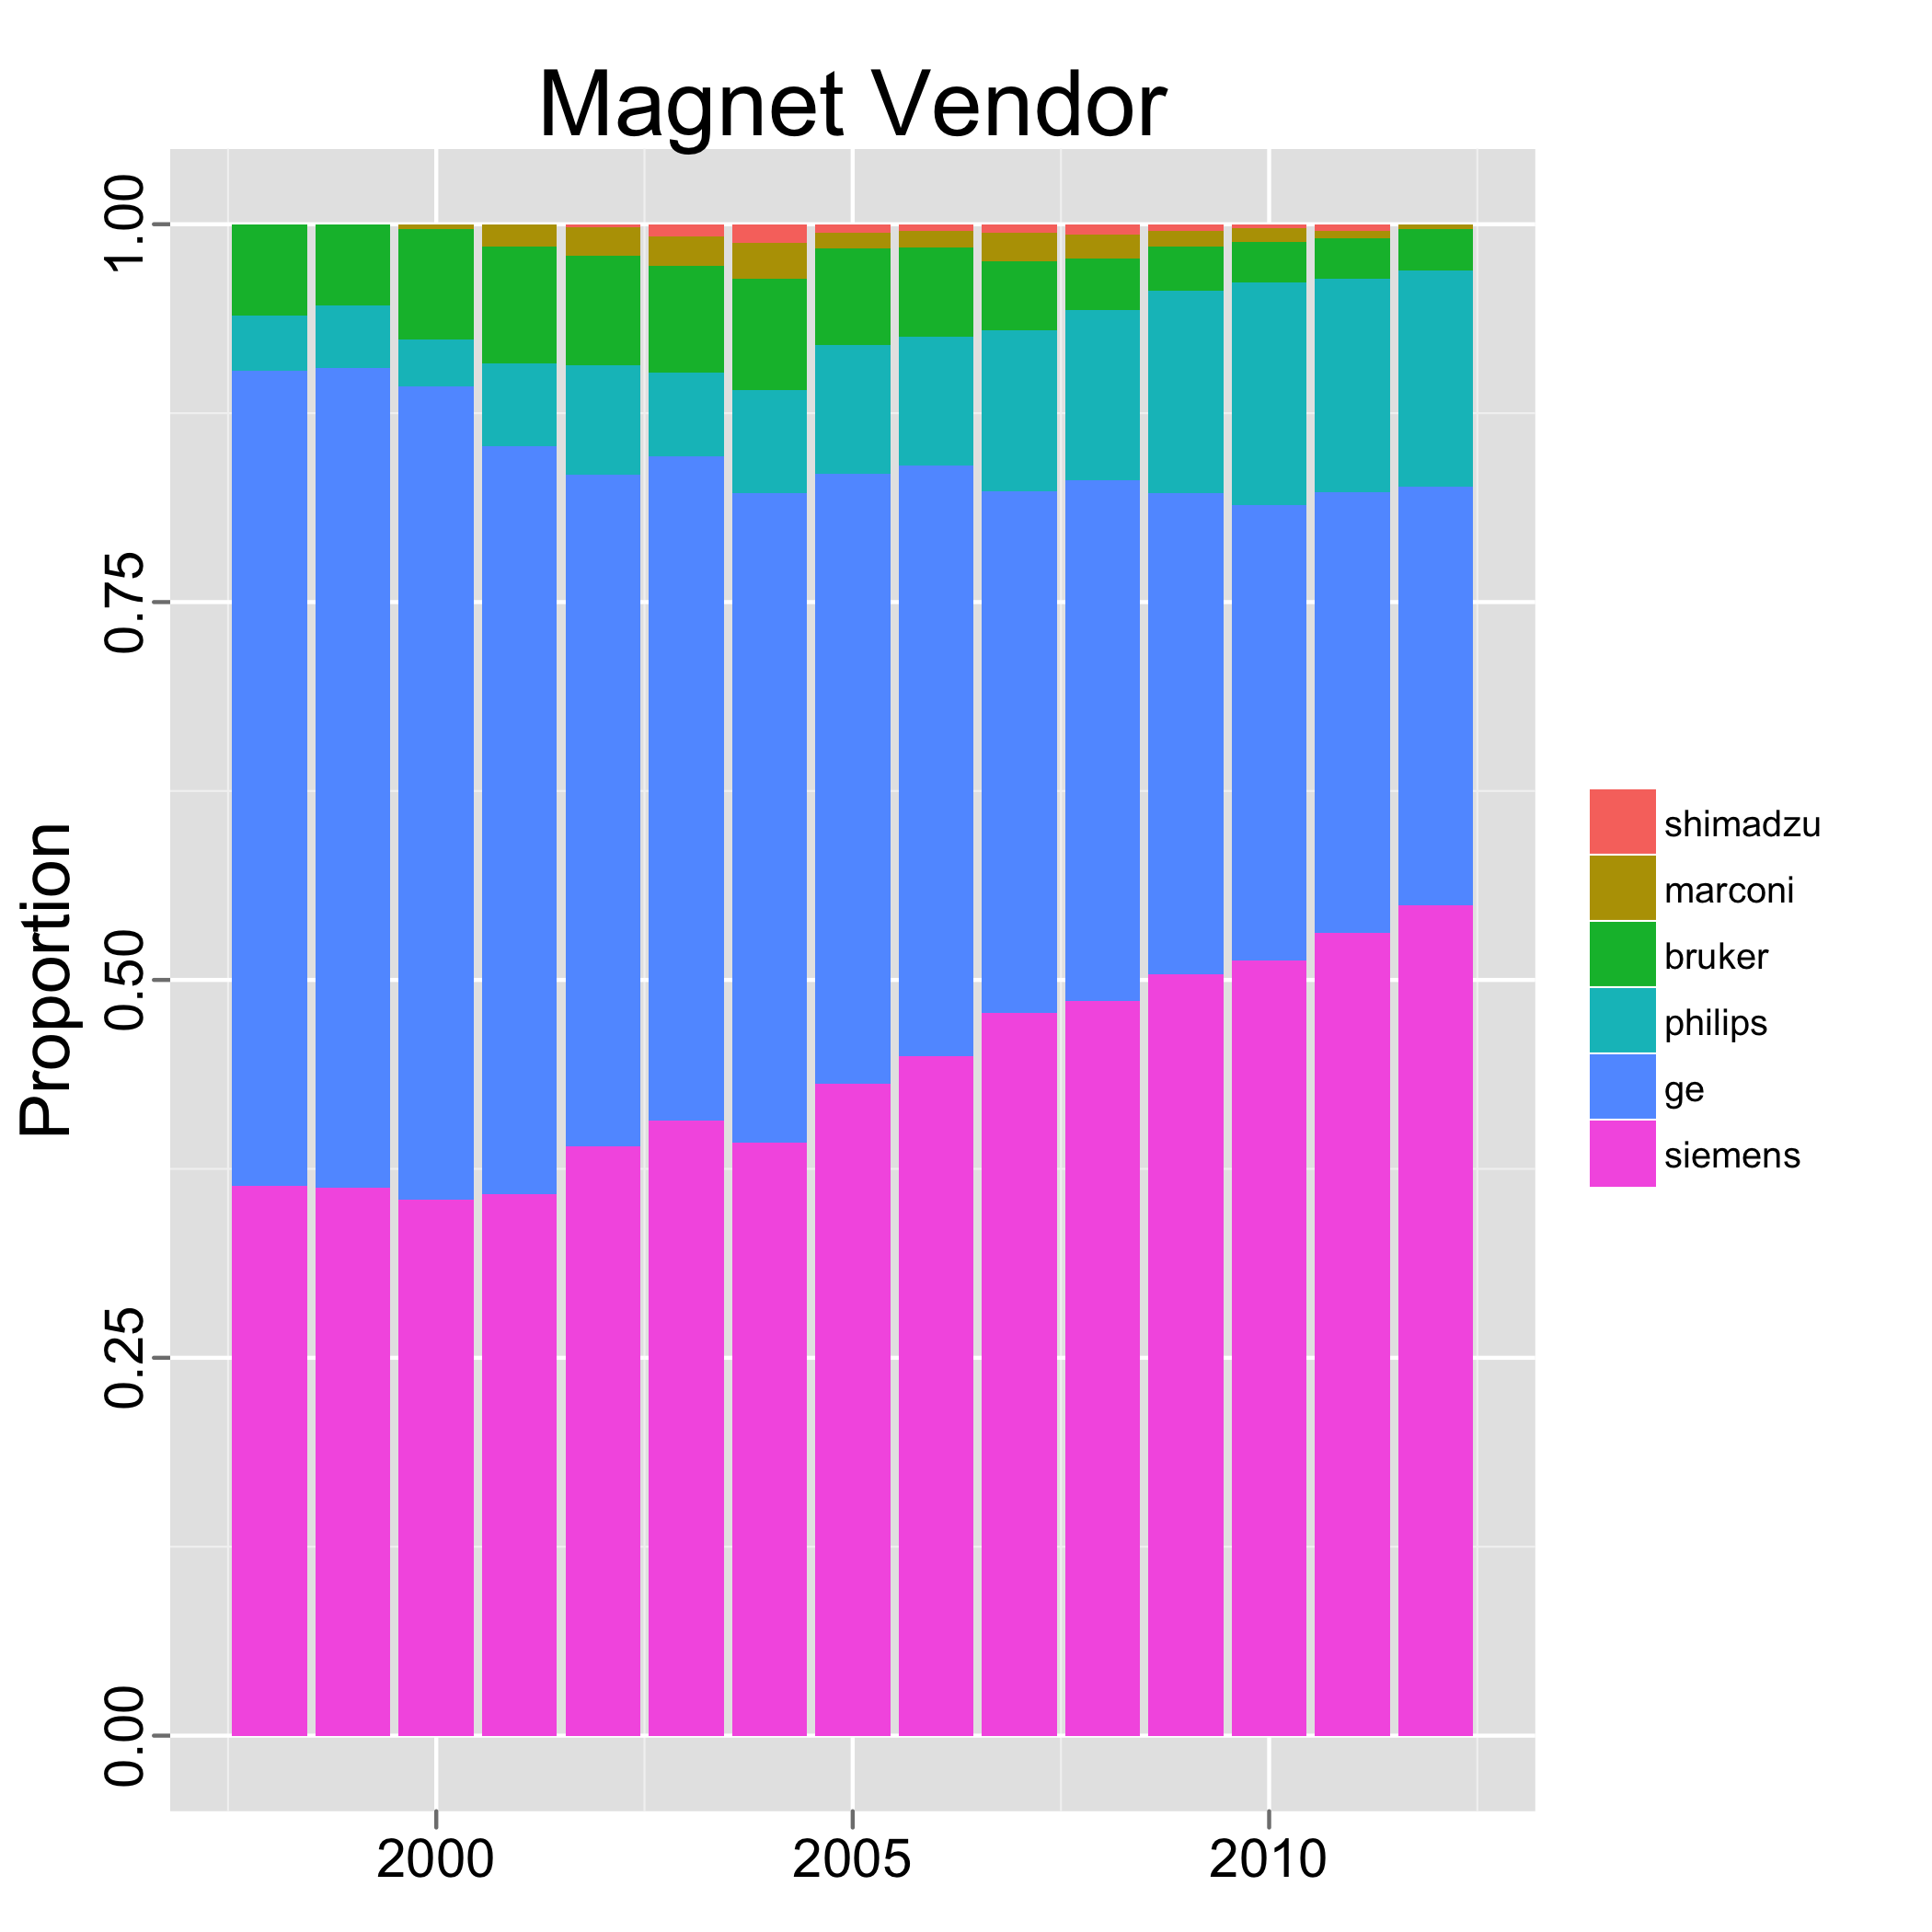 Magnet Vendor
Proportion
1.00
0.75
0.50
0.25
0.00
2000
2005
2010
shimadzu
marconi
bruker
philips
ge
siemens